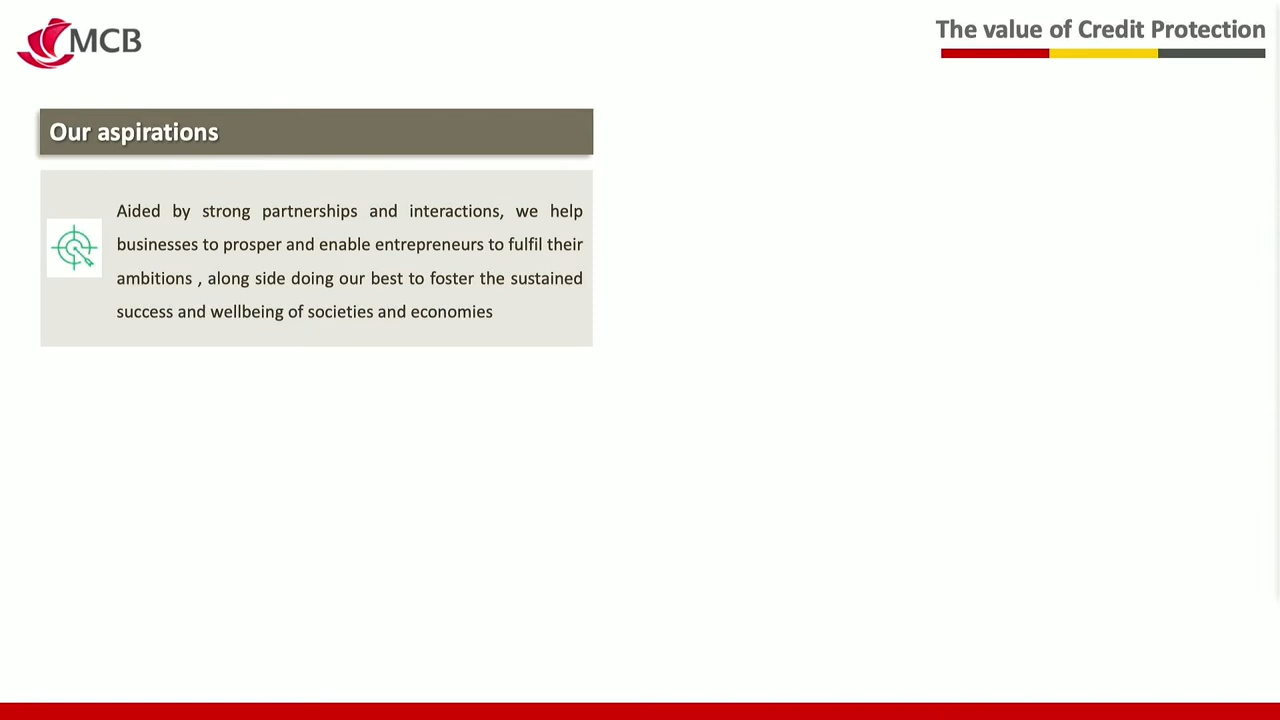 MCB
The value of Credit Protection
Our aspirations
Aided by strong partnerships and interactions, we help
businesses to prosper and enable entrepreneurs to fulfil their
ambitions , along side doing our best to foster the sustained
success and wellbeing of societies and economies